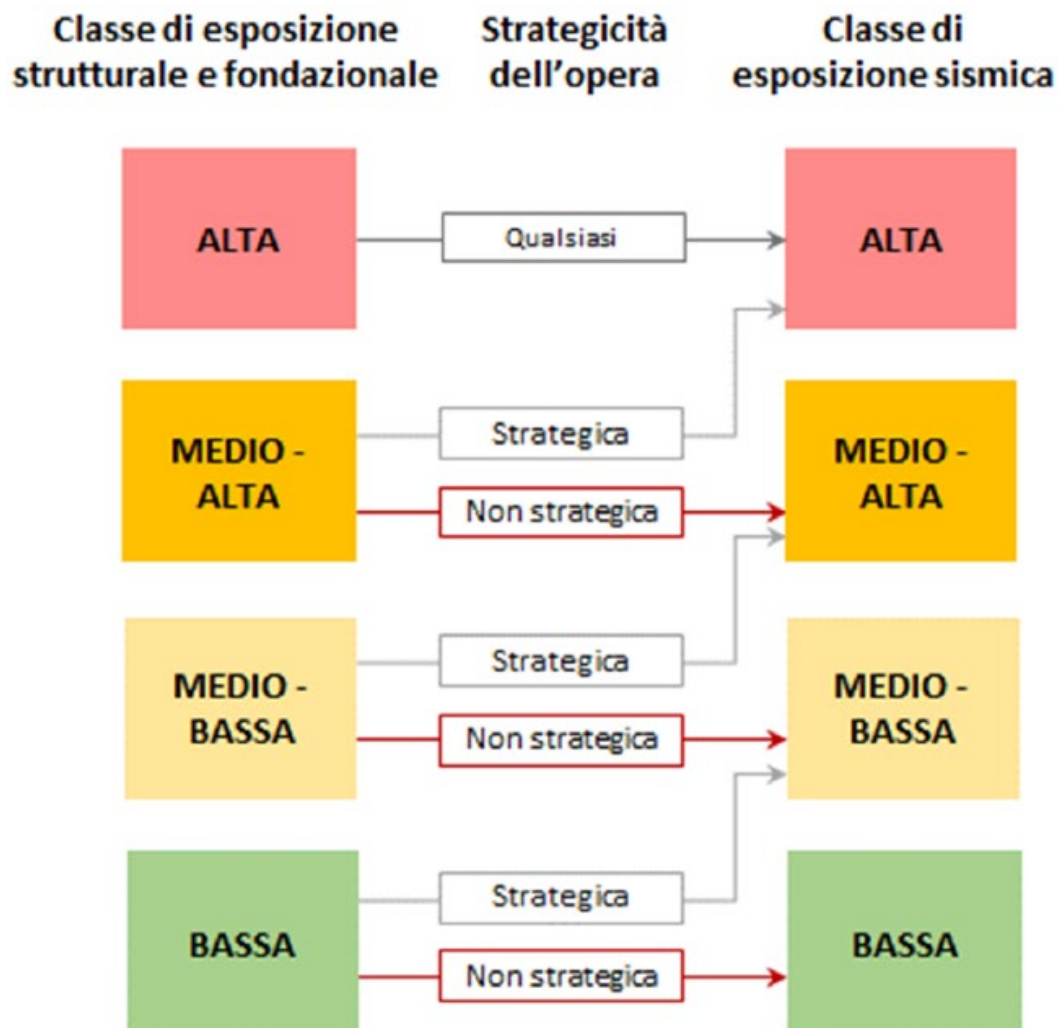 Classe di esposizione
strutturale e fondazionale
Strategicità
dell'opera
Classe di
esposizione sismica
ALTA
Qualsiasi
ALTA
MEDIO -
ALTA
Strategica
Non strategica
MEDIO -
ALTA
MEDIO -
BASSA
Strategica
Non strategica
MEDIO -
BASSA
BASSA
Strategica
Non strategica
BASSA